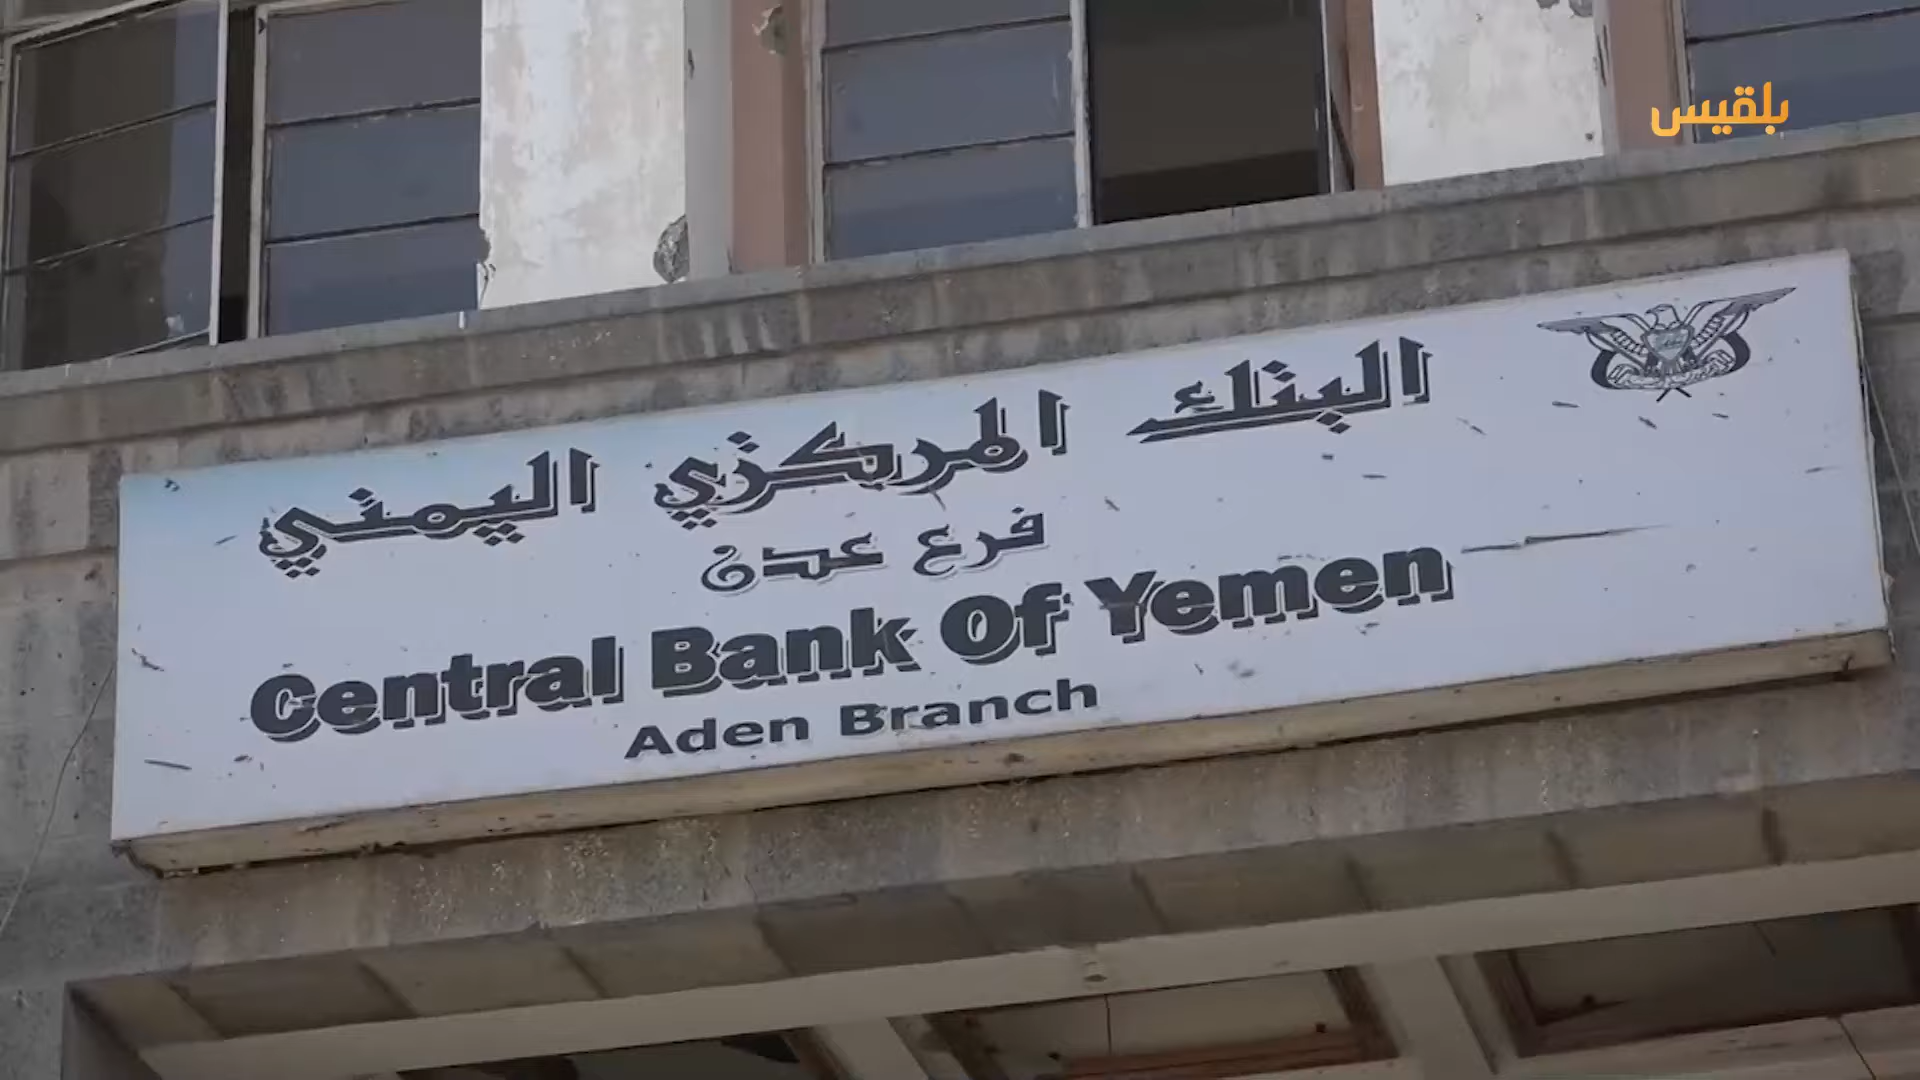 بلقيس
البنك المركزي اليمني
فرع عدن
Central Bank Of Yemen
Aden Branch